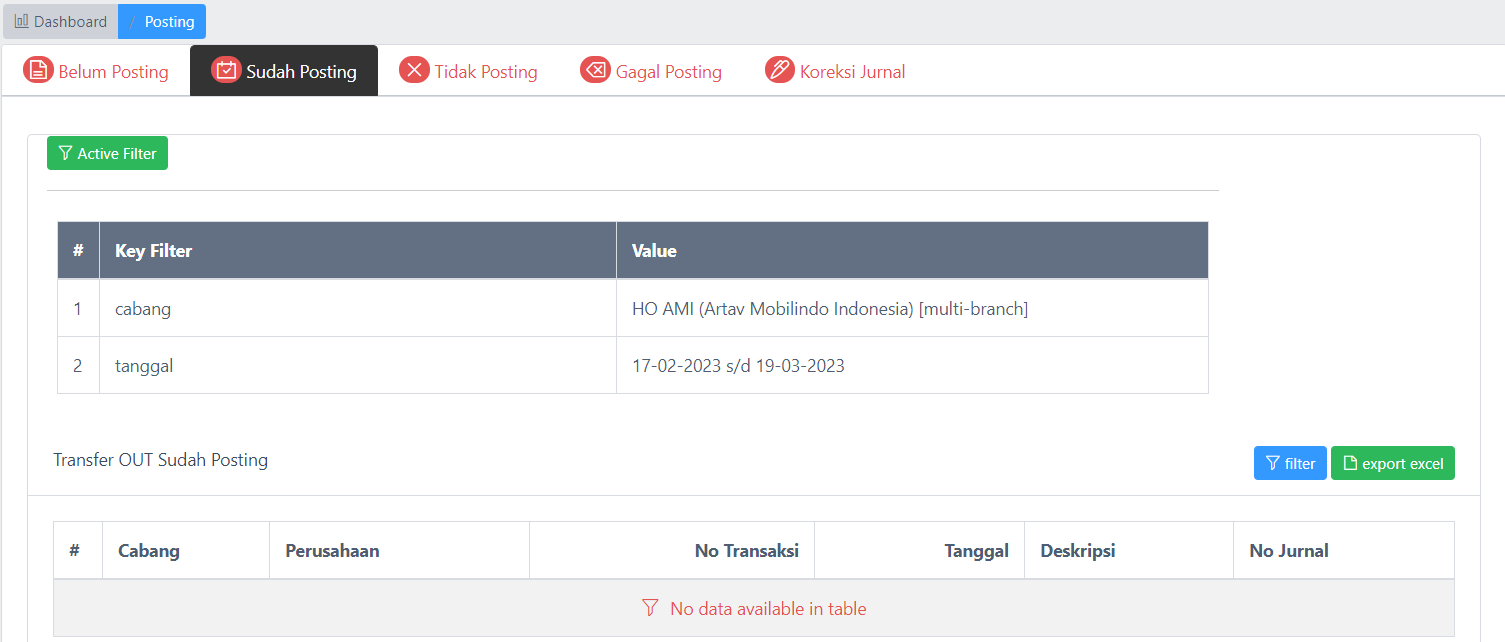 Dashboard / Posting
Belum Posting Sudah Posting Tidak Posting Gagal Posting Koreksi Jurnal
Active Filter
# Key Filter Value
1 cabang HO AMI (Artav Mobilindo Indonesia) [multi-branch]
2 tanggal 17-02-2023 s/d 19-03-2023
Transfer OUT Sudah Posting filter export excel
# Cabang Perusahaan No Transaksi Tanggal Deskripsi No Jurnal
No data available in table